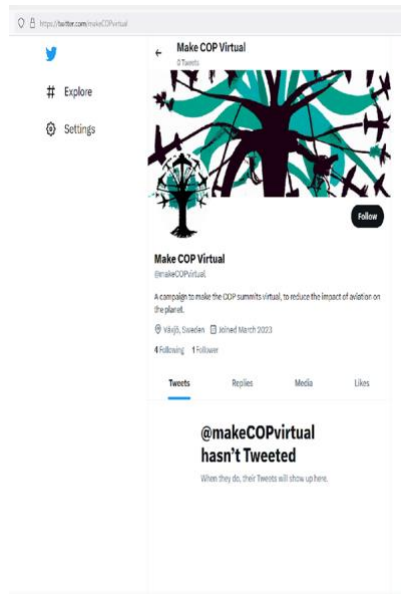 https://twitter.com/makeCOPvirtual
Explore
Settings
Make COP Virtual
0 Tweets
Follow
Make COP Virtual
@makeCOPvirtual
A campaign to make the COP summits virtual, to reduce the impact of aviation on
the planet.
Växjö, Sweden Joined March 2023
4 Following 1 Follower
Tweets Replies Media Likes
@makeCOPvirtual
hasn't Tweeted
When they do, their Tweets will show up here.